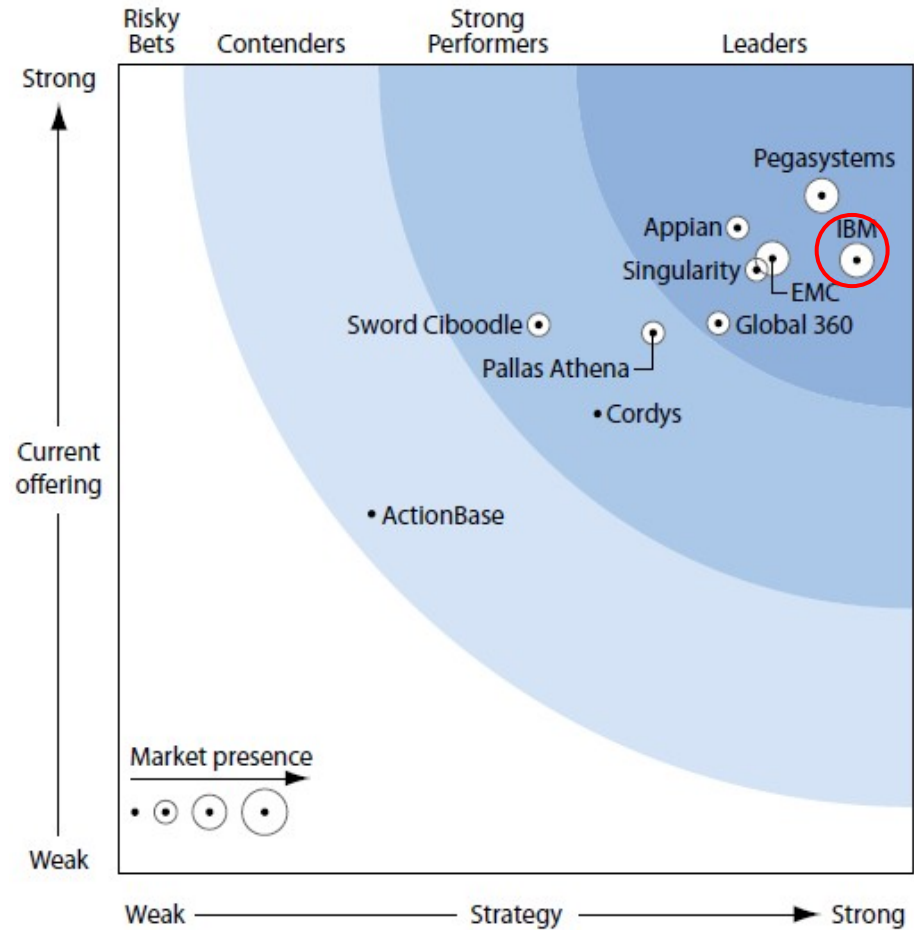 Risky
Bets
Contenders
Strong
Performers
Leaders
Strong
Pegasystems
Appian
IBM
Singularity
EMC
Sword Ciboodle
Global 360
Pallas Athena
Cordys
Current
offering
ActionBase
Market presence
Weak
Weak
Strategy
Strong